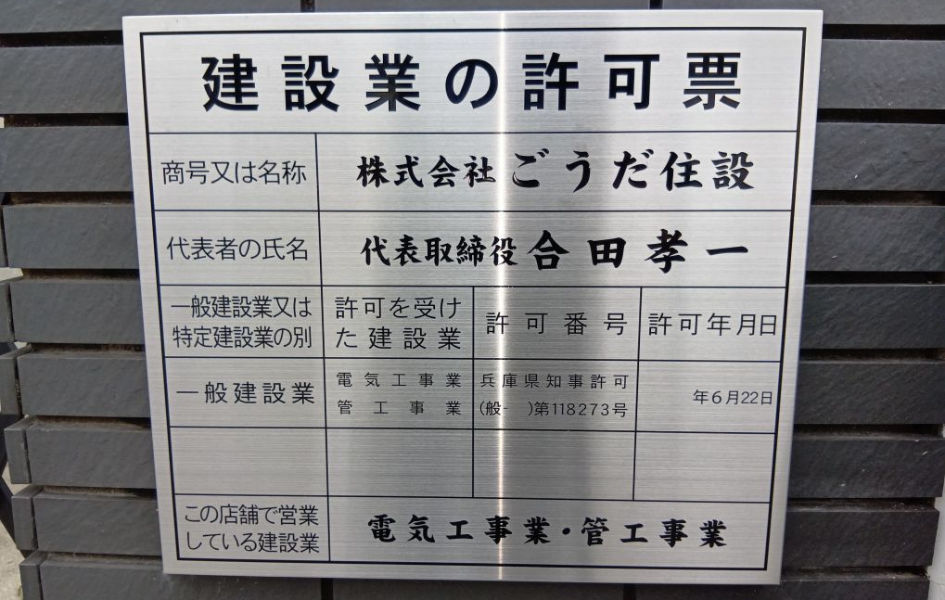 建設業の許可票
商号又は名称 株式会社ごうだ住設
代表者の氏名 代表取締役 合田孝一
一般建設業又は
特定建設業の別
許可を受け
た建設業
許可番号
許可年月日
一般建設業
電気工事業
管工事業
兵庫県知事許可
(般- )第118273号
年6月22日
この店舗で営業
している建設業
電気工事業・管工事業